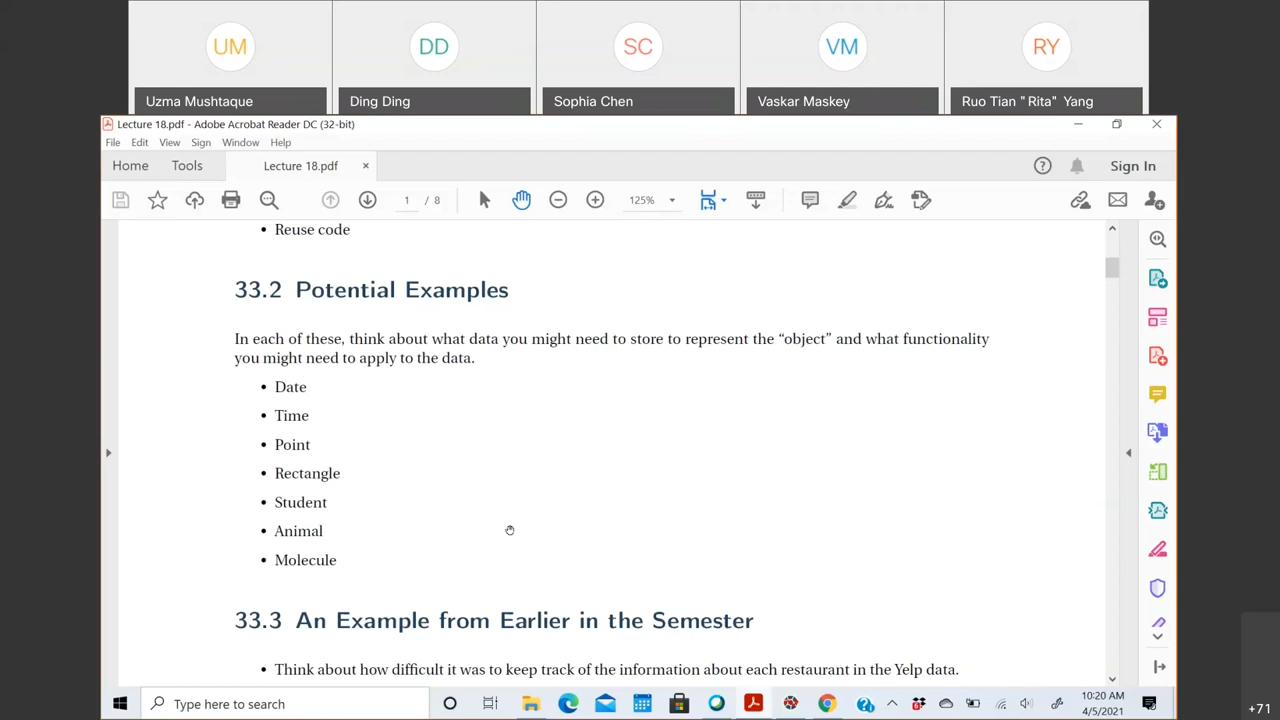 UM
DD
SC
VM
RY
Uzma Mushtaque
Ding Ding
Sophia Chen
Vaskar Maskey
Ruo Tian "Rita" Yang
Lecture 18.pdf - Adobe Acrobat Reader DC (32-bit)
File Edit View Sign Window Help
Home Tools Lecture 18.pdf × Sign In
1 / 8 125%
• Reuse code
33.2 Potential Examples
In each of these, think about what data you might need to store to represent the “object” and what functionality
you might need to apply to the data.
• Date
• Time
• Point
• Rectangle
• Student
• Animal
• Molecule
33.3 An Example from Earlier in the Semester
• Think about how difficult it was to keep track of the information about each restaurant in the Yelp data.
Type here to search
10:20 AM
4/5/2021
+71